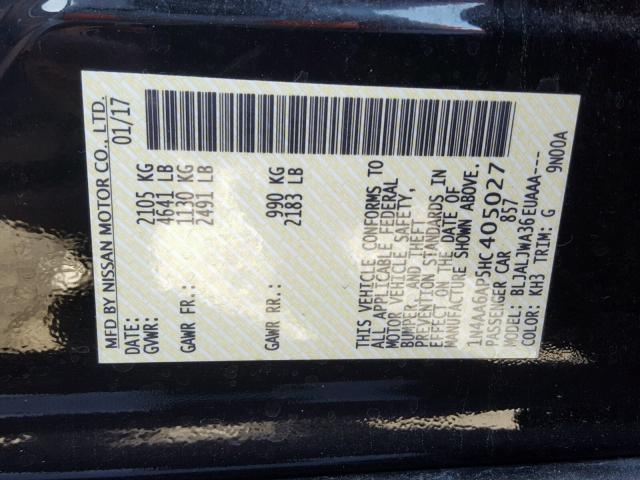 MFD BY NISSAN MOTOR CO., LTD.
DATE: 01/17
GVWR: 2105 KG
4641 LB
GAWR FR: 1130 KG
2491 LB
GAWR RR: 990 KG
2183 LB
THIS VEHICLE CONFORMS TO
ALL APPLICABLE FEDERAL
MOTOR VEHICLE SAFETY,
BUMPER, AND THEFT
PREVENTION STANDARDS IN
EFFECT ON THE DATE OF
MANUFACTURE SHOWN ABOVE.
1N4AA6AP5HC405027
PASSENGER CAR 857
MODEL: BLJALJWA36EUAAA---
COLOR: KH3 TRIM: G 9N00A